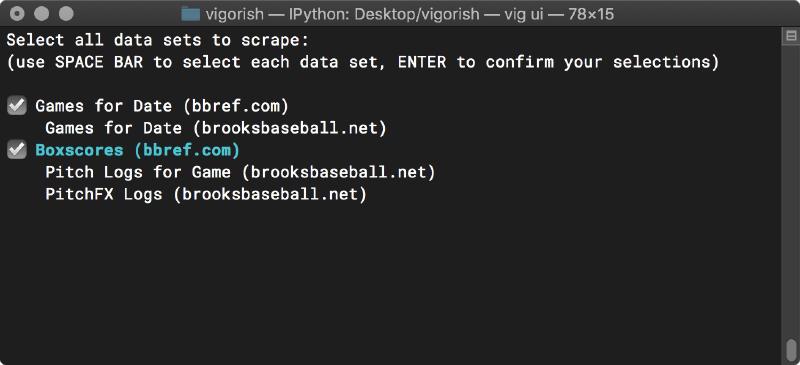 vigorish — IPython: Desktop/vigorish — vig ui — 78×15
Select all data sets to scrape:
(use SPACE BAR to select each data set, ENTER to confirm your selections)
Games for Date (bbref.com)
Games for Date (brooksbaseball.net)
Boxscores (bbref.com)
Pitch Logs for Game (brooksbaseball.net)
PitchFX Logs (brooksbaseball.net)